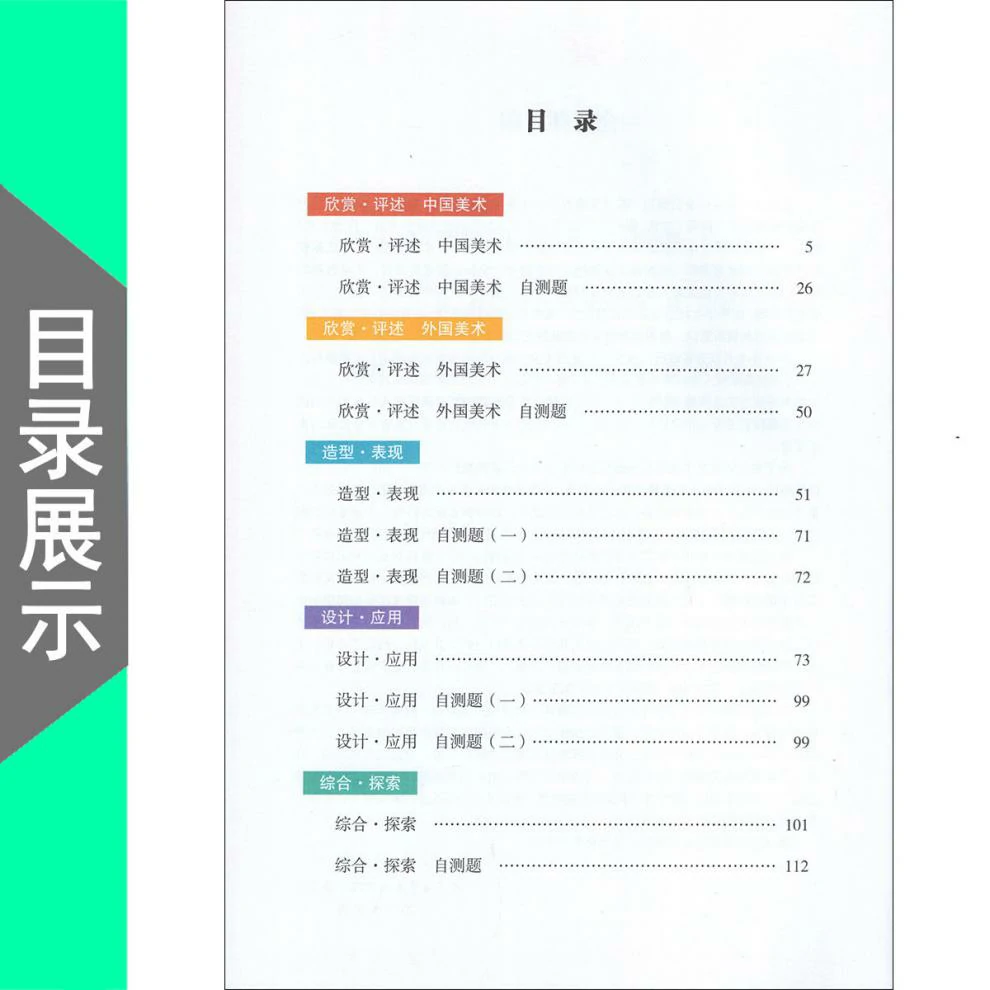 目录展示
目 录
欣赏·评述 中国美术
欣赏·评述 中国美术 …………………………………… 5
欣赏·评述 中国美术 自测题 ………………………… 26
欣赏·评述 外国美术
欣赏·评述 外国美术 …………………………………… 27
欣赏·评述 外国美术 自测题 ………………………… 50
造型·表现
造型·表现 ……………………………………………… 51
造型·表现 自测题(一)……………………………… 71
造型·表现 自测题(二)……………………………… 72
设计·应用
设计·应用 ……………………………………………… 73
设计·应用 自测题(一)……………………………… 99
设计·应用 自测题(二)……………………………… 99
综合·探索
综合·探索 ……………………………………………… 101
综合·探索 自测题 …………………………………… 112